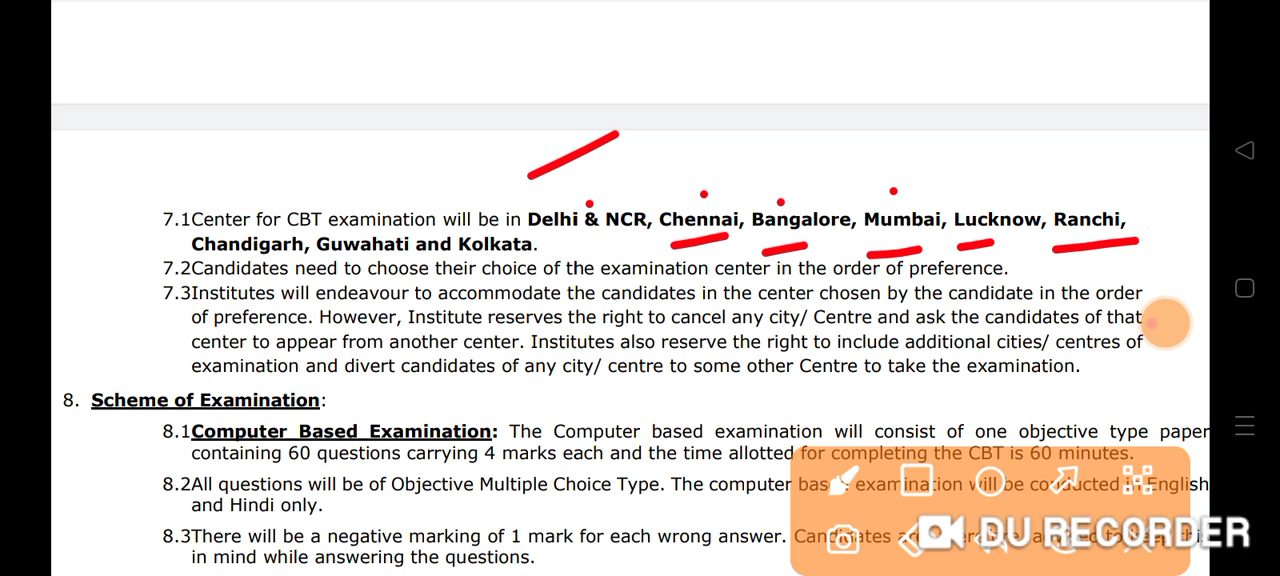 7.1Center for CBT examination will be in Delhi & NCR, Chennai, Bangalore, Mumbai, Lucknow, Ranchi,
Chandigarh, Guwahati and Kolkata.
7.2Candidates need to choose their choice of the examination center in the order of preference.
7.3Institutes will endeavour to accommodate the candidates in the center chosen by the candidate in the order
of preference. However, Institute reserves the right to cancel any city/ Centre and ask the candidates of that
center to appear from another center. Institutes also reserve the right to include additional cities/ centres of
examination and divert candidates of any city/ centre to some other Centre to take the examination.
8. Scheme of Examination:
8.1Computer Based Examination: The Computer based examination will consist of one objective type paper
containing 60 questions carrying 4 marks each and the time allotted for completing the CBT is 60 minutes.
8.2All questions will be of Objective Multiple Choice Type. The computer based examination will be conducted in English
and Hindi only.
8.3There will be a negative marking of 1 mark for each wrong answer. Candidates are
in mind while answering the questions.
DU RECORDER